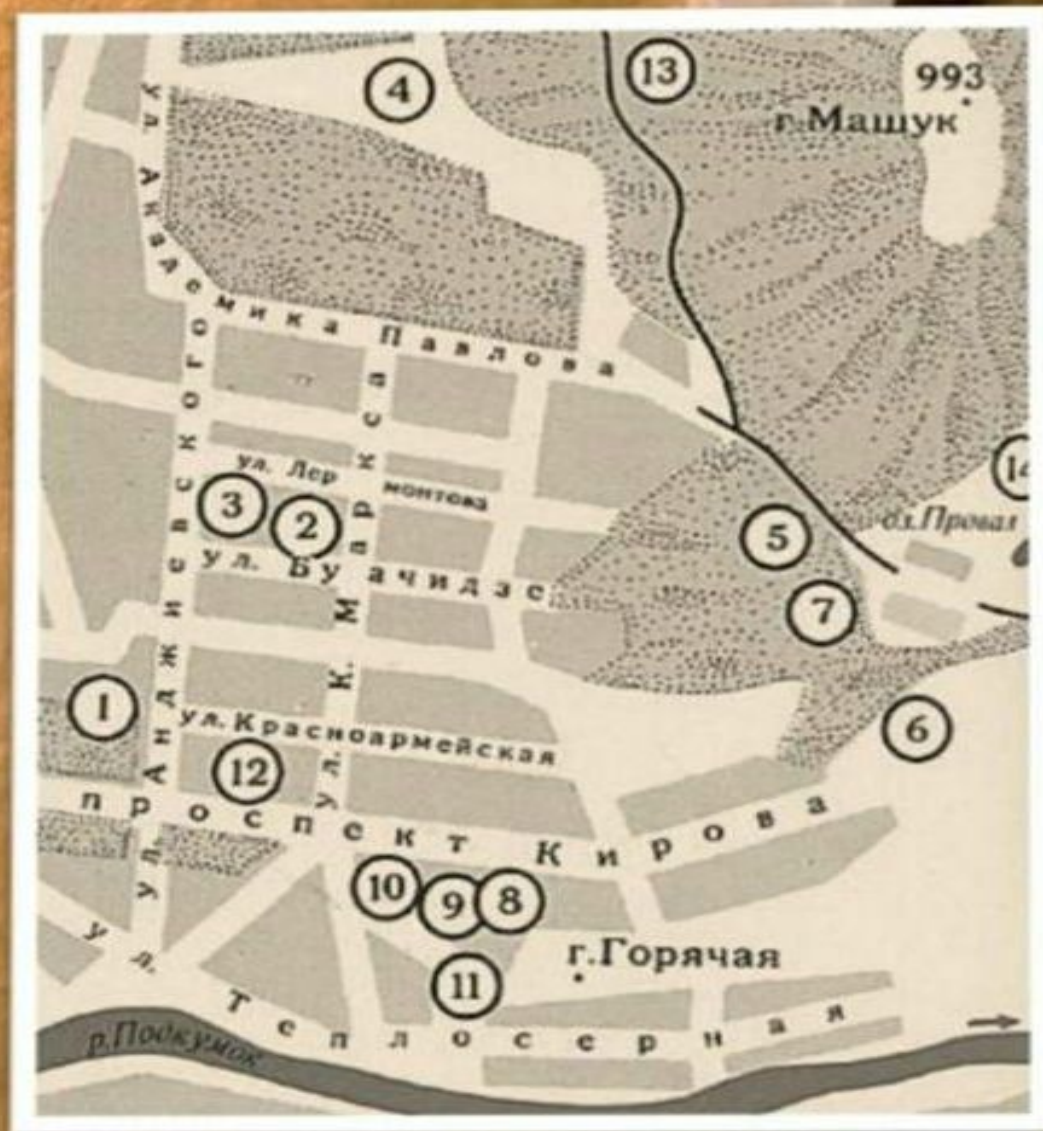 4
13
993
г.Машук
ул. Академика Павлова
ул. Анджиевского
ул. К. Маркса
ул. Лермонтова
3
2
5
14
оз.Провал
ул. Буачидзе
7
1
ул. Красноармейская
6
12
проспект Кирова
10
9
8
г.Горячая
11
ул. Теплосерная
р.Подкумок